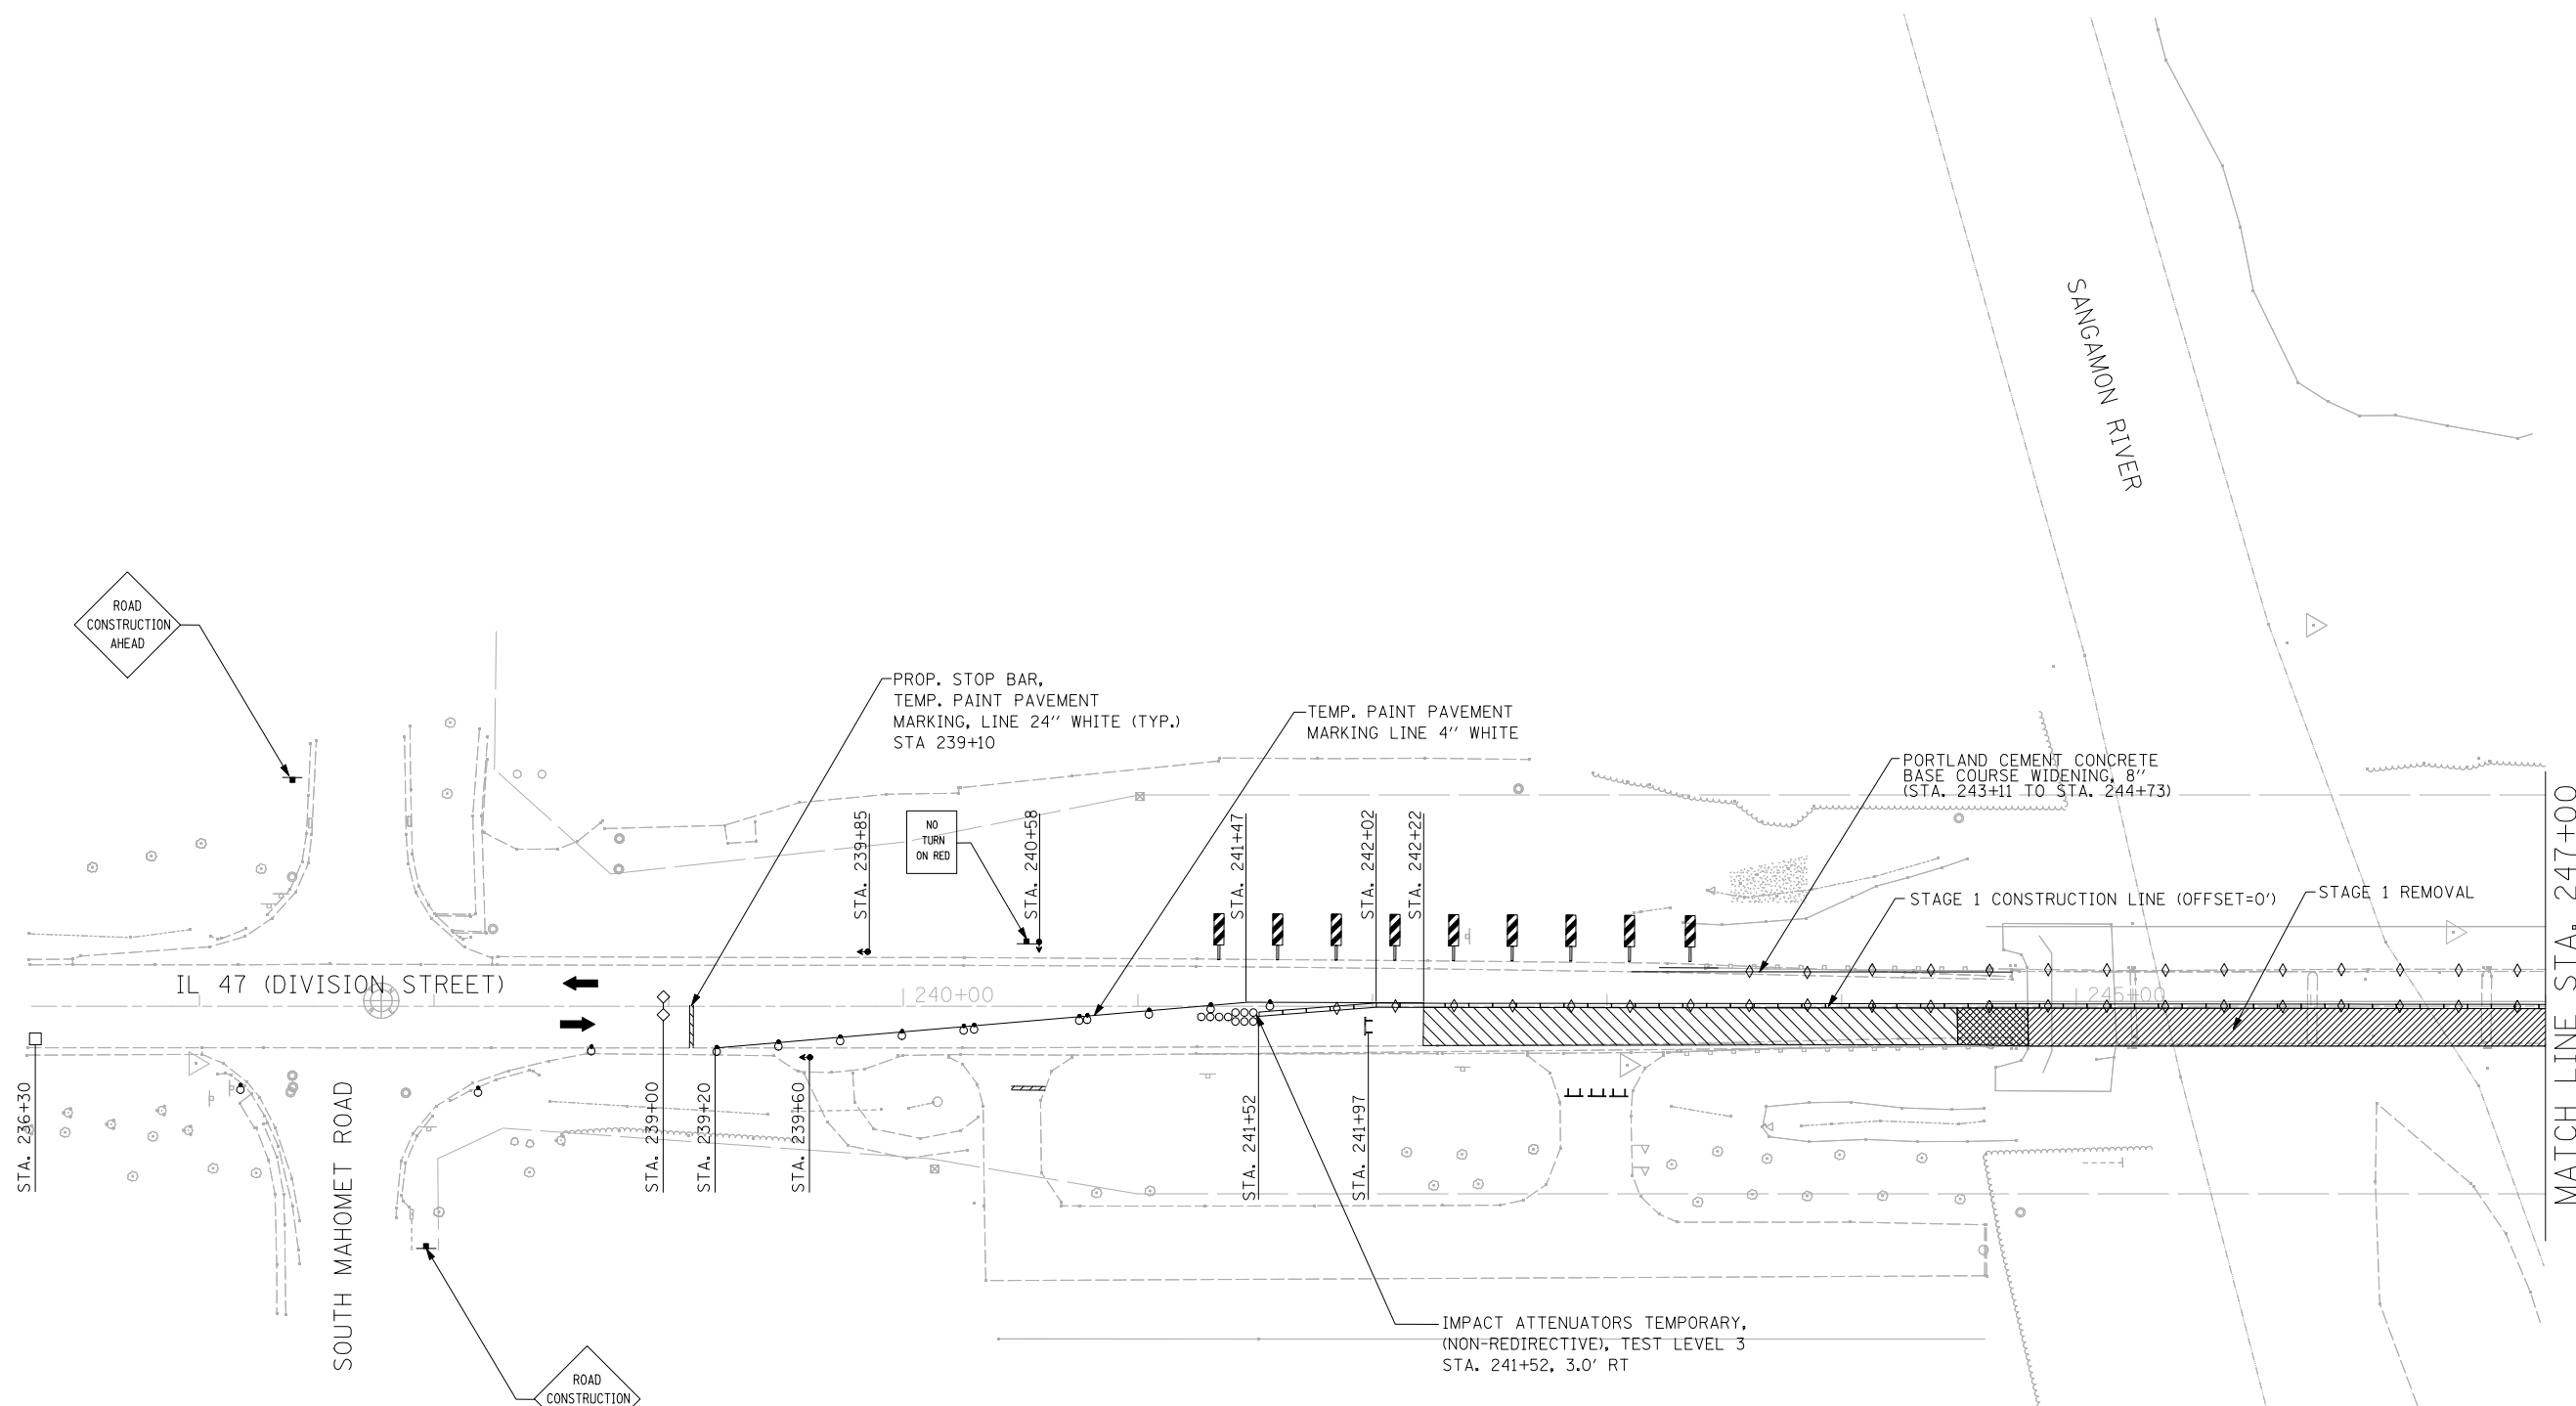 SANGAMON RIVER
ROAD
CONSTRUCTION
AHEAD
PROP. STOP BAR,
TEMP. PAINT PAVEMENT
MARKING, LINE 24" WHITE (TYP.)
STA 239+10
TEMP. PAINT PAVEMENT
MARKING LINE 4" WHITE
PORTLAND CEMENT CONCRETE
BASE COURSE WIDENING, 8"
(STA. 243+11 TO STA. 244+73)
STA. 239+85
NO
TURN
ON RED
STA. 240+58
STA. 241+47
STA. 242+02
STA. 242+22
STAGE 1 CONSTRUCTION LINE (OFFSET=0')
STAGE 1 REMOVAL
MATCH LINE STA. 247+00
IL 47 (DIVISION STREET)
240+00
245+00
STA. 236+30
SOUTH MAHOMET ROAD
STA. 239+00
STA. 239+20
STA. 239+60
STA. 241+52
STA. 241+97
IMPACT ATTENUATORS TEMPORARY,
(NON-REDIRECTIVE), TEST LEVEL 3
STA. 241+52, 3.0' RT
ROAD
CONSTRUCTION